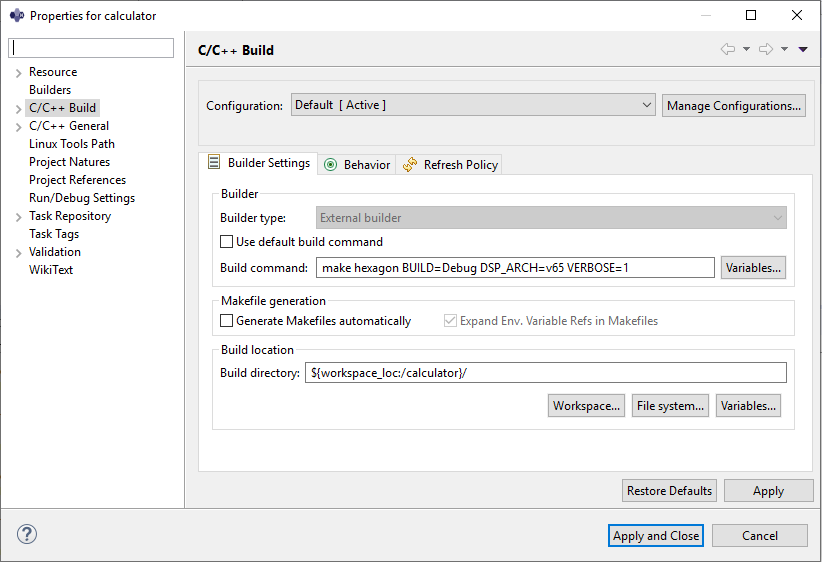 Properties for calculator
C/C++ Build
Resource
Builders
C/C++ Build
C/C++ General
Linux Tools Path
Project Natures
Project References
Run/Debug Settings
Task Repository
Task Tags
Validation
WikiText
Configuration: Default [ Active ] Manage Configurations...
Builder Settings Behavior Refresh Policy
Builder
Builder type: External builder
Use default build command
Build command: make hexagon BUILD=Debug DSP_ARCH=v65 VERBOSE=1 Variables...
Makefile generation
Generate Makefiles automatically Expand Env. Variable Refs in Makefiles
Build location
Build directory: ${workspace_loc:/calculator}/
Workspace... File system... Variables...
Restore Defaults Apply
? Apply and Close Cancel